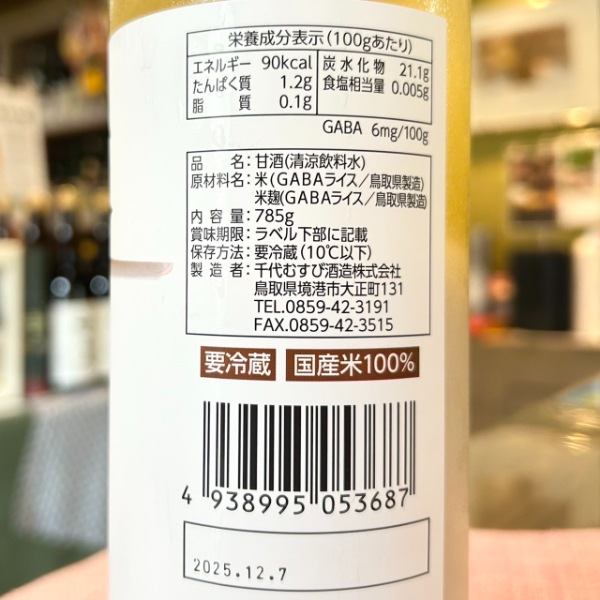 栄養成分表示(100gあたり)
エネルギー 90kcal 炭水化物 21.1g
たんぱく質 1.2g 食塩相当量 0.005g
脂質 0.1g
GABA 6mg/100g
品名:甘酒(清涼飲料水)
原材料名:米(GABAライス/鳥取県製造)
米麹(GABAライス/鳥取県製造)
内容量:785g
賞味期限:ラベル下部に記載
保存方法:要冷蔵(10℃以下)
製造者:千代むすび酒造株式会社
鳥取県境港市大正町131
TEL.0859-42-3191
FAX.0859-42-3515
要冷蔵 国産米100%
4 938995 053687
2025.12.7